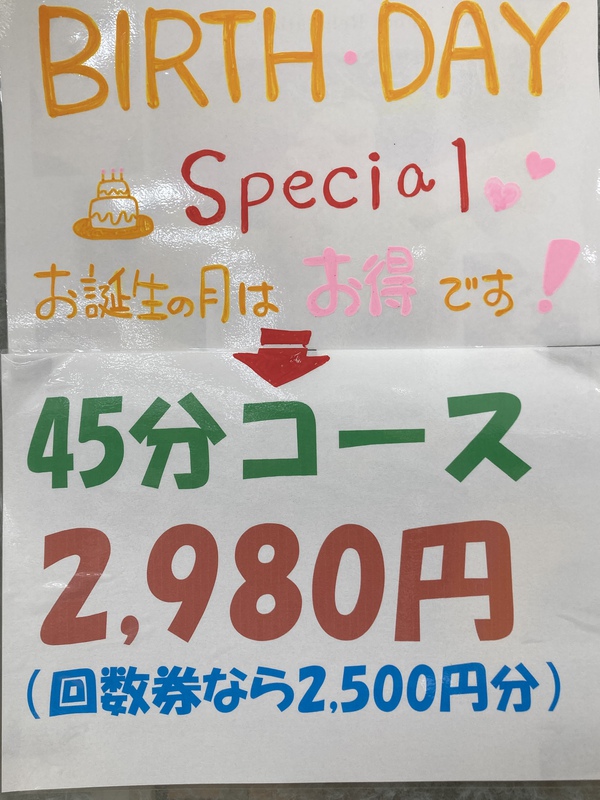 BIRTH・DAY
Special
お誕生の月は お得 です!
45分コース
2,980円
(回数券なら2,500円分)